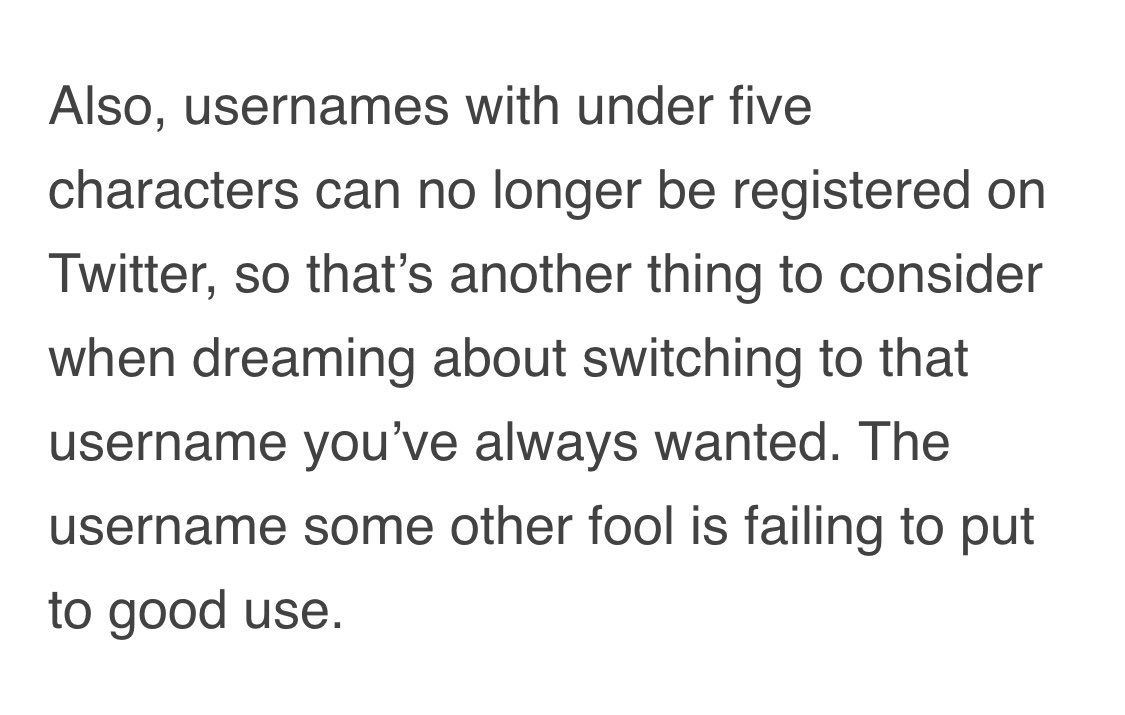 Also, usernames with under five
characters can no longer be registered on
Twitter, so that’s another thing to consider
when dreaming about switching to that
username you’ve always wanted. The
username some other fool is failing to put
to good use.